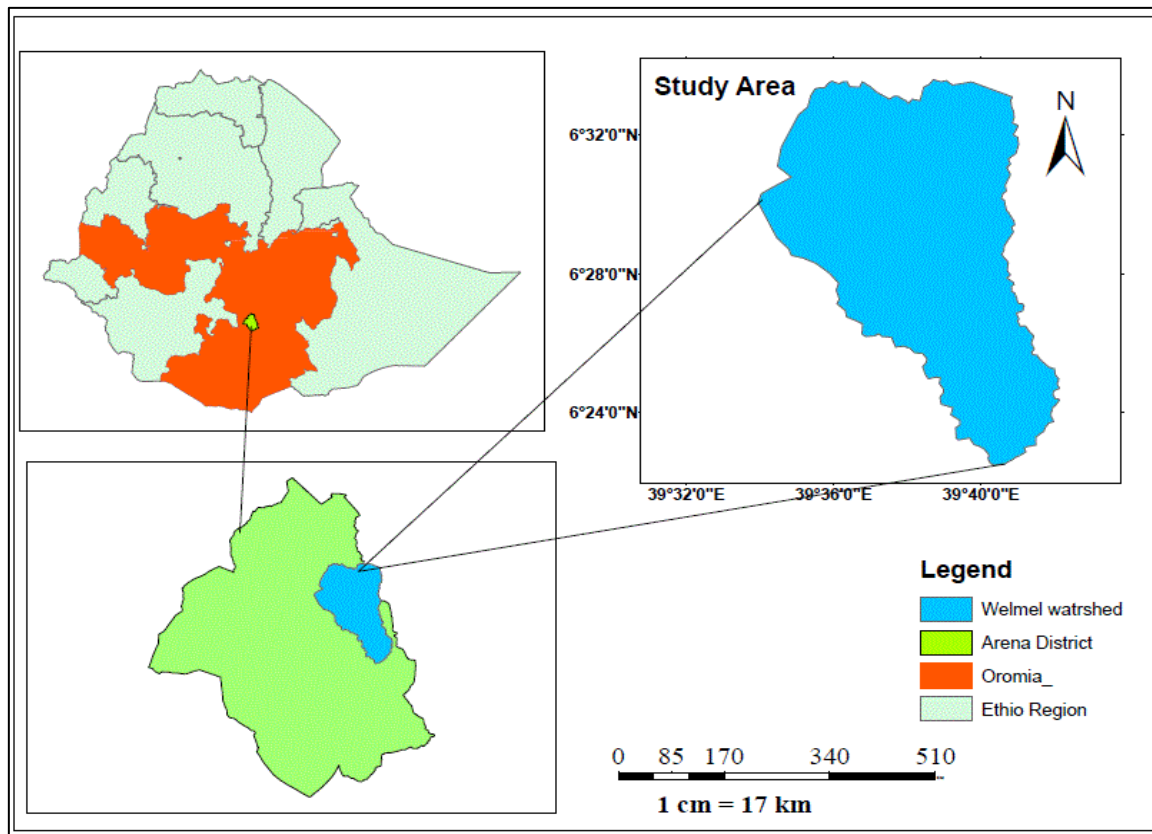 Study Area
N
6°32'0"N
6°28'0"N
6°24'0"N
39°32'0"E 39°36'0"E 39°40'0"E
Legend
Welmel watrshed
Arena District
Oromia_
Ethio Region
0 85 170 340 510
1 cm = 17 km